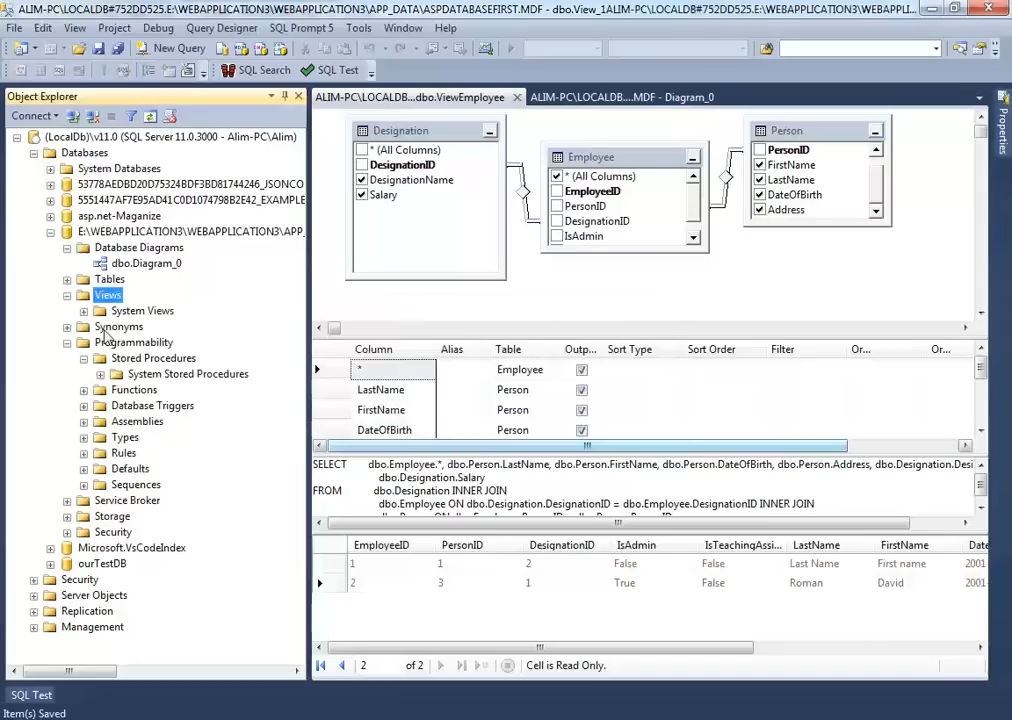 ALIM-PC\LOCALDB#752DD525.E:\WEBAPPLICATION3\WEBAPPLICATION3\APP_DATA\ASPDATABASEFIRST.MDF - dbo.View_1ALIM-PC\LOCALDB#752DD525.E:\WEBAPPLICATION3\WEBAPPLI...
File Edit View Project Debug Query Designer SQL Prompt 5 Tools Window Help
New Query
SQL Search SQL Test
Object Explorer
ALIM-PC\LOCALDB...dbo.ViewEmployee
ALIM-PC\LOCALDB....MDF - Diagram_0
Properties
Connect
(LocalDb)\v11.0 (SQL Server 11.0.3000 - Alim-PC\Alim)
Databases
System Databases
53778AEDBD20D75324BDF3BD81744246_JSONCO
5551447AF7E95AD41C0D1074798B2E42_EXAMPLE
asp.net-Maganize
E:\WEBAPPLICATION3\WEBAPPLICATION3\APP_
Database Diagrams
dbo.Diagram_0
Tables
Views
System Views
Synonyms
Programmability
Stored Procedures
System Stored Procedures
Functions
Database Triggers
Assemblies
Types
Rules
Defaults
Sequences
Service Broker
Storage
Security
Microsoft.VsCodeIndex
ourTestDB
Security
Server Objects
Replication
Management
Designation
* (All Columns)
DesignationID
DesignationName
Salary
Employee
* (All Columns)
EmployeeID
PersonID
DesignationID
IsAdmin
Person
PersonID
FirstName
LastName
DateOfBirth
Address
Column Alias Table Outp... Sort Type Sort Order Filter Or... Or...
* Employee
LastName Person
FirstName Person
DateOfBirth Person
SELECT dbo.Employee.*, dbo.Person.LastName, dbo.Person.FirstName, dbo.Person.DateOfBirth, dbo.Person.Address, dbo.Designation.Desi
dbo.Designation.Salary
FROM dbo.Designation INNER JOIN
dbo.Employee ON dbo.Designation.DesignationID = dbo.Employee.DesignationID INNER JOIN
EmployeeID PersonID DesignationID IsAdmin IsTeachingAssi... LastName FirstName Date
1 1 2 False False Last Name First name 2001-
2 3 1 True False Roman David 2001-
2 of 2 Cell is Read Only.
SQL Test
Item(s) Saved